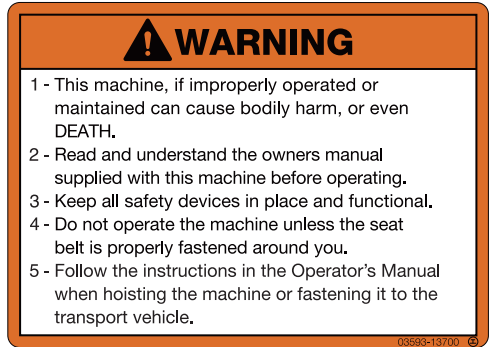 WARNING
1 - This machine, if improperly operated or
maintained can cause bodily harm, or even
DEATH.
2 - Read and understand the owners manual
supplied with this machine before operating.
3 - Keep all safety devices in place and functional.
4 - Do not operate the machine unless the seat
belt is properly fastened around you.
5 - Follow the instructions in the Operator's Manual
when hoisting the machine or fastening it to the
transport vehicle.
03593-13700